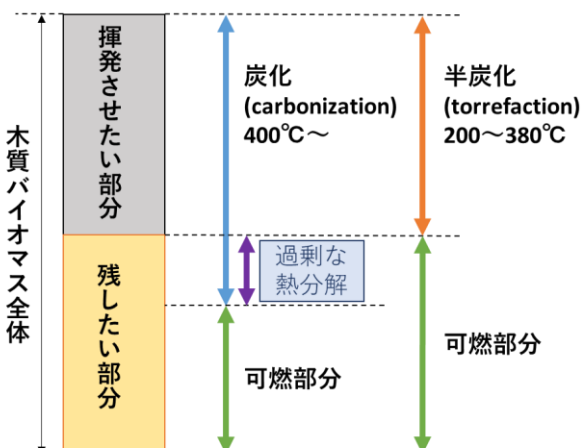 木質バイオマス全体
揮発させたい部分
残したい部分
炭化
(carbonization)
400℃～
過剰な
熱分解
可燃部分
半炭化
(torrefaction)
200～380℃
可燃部分